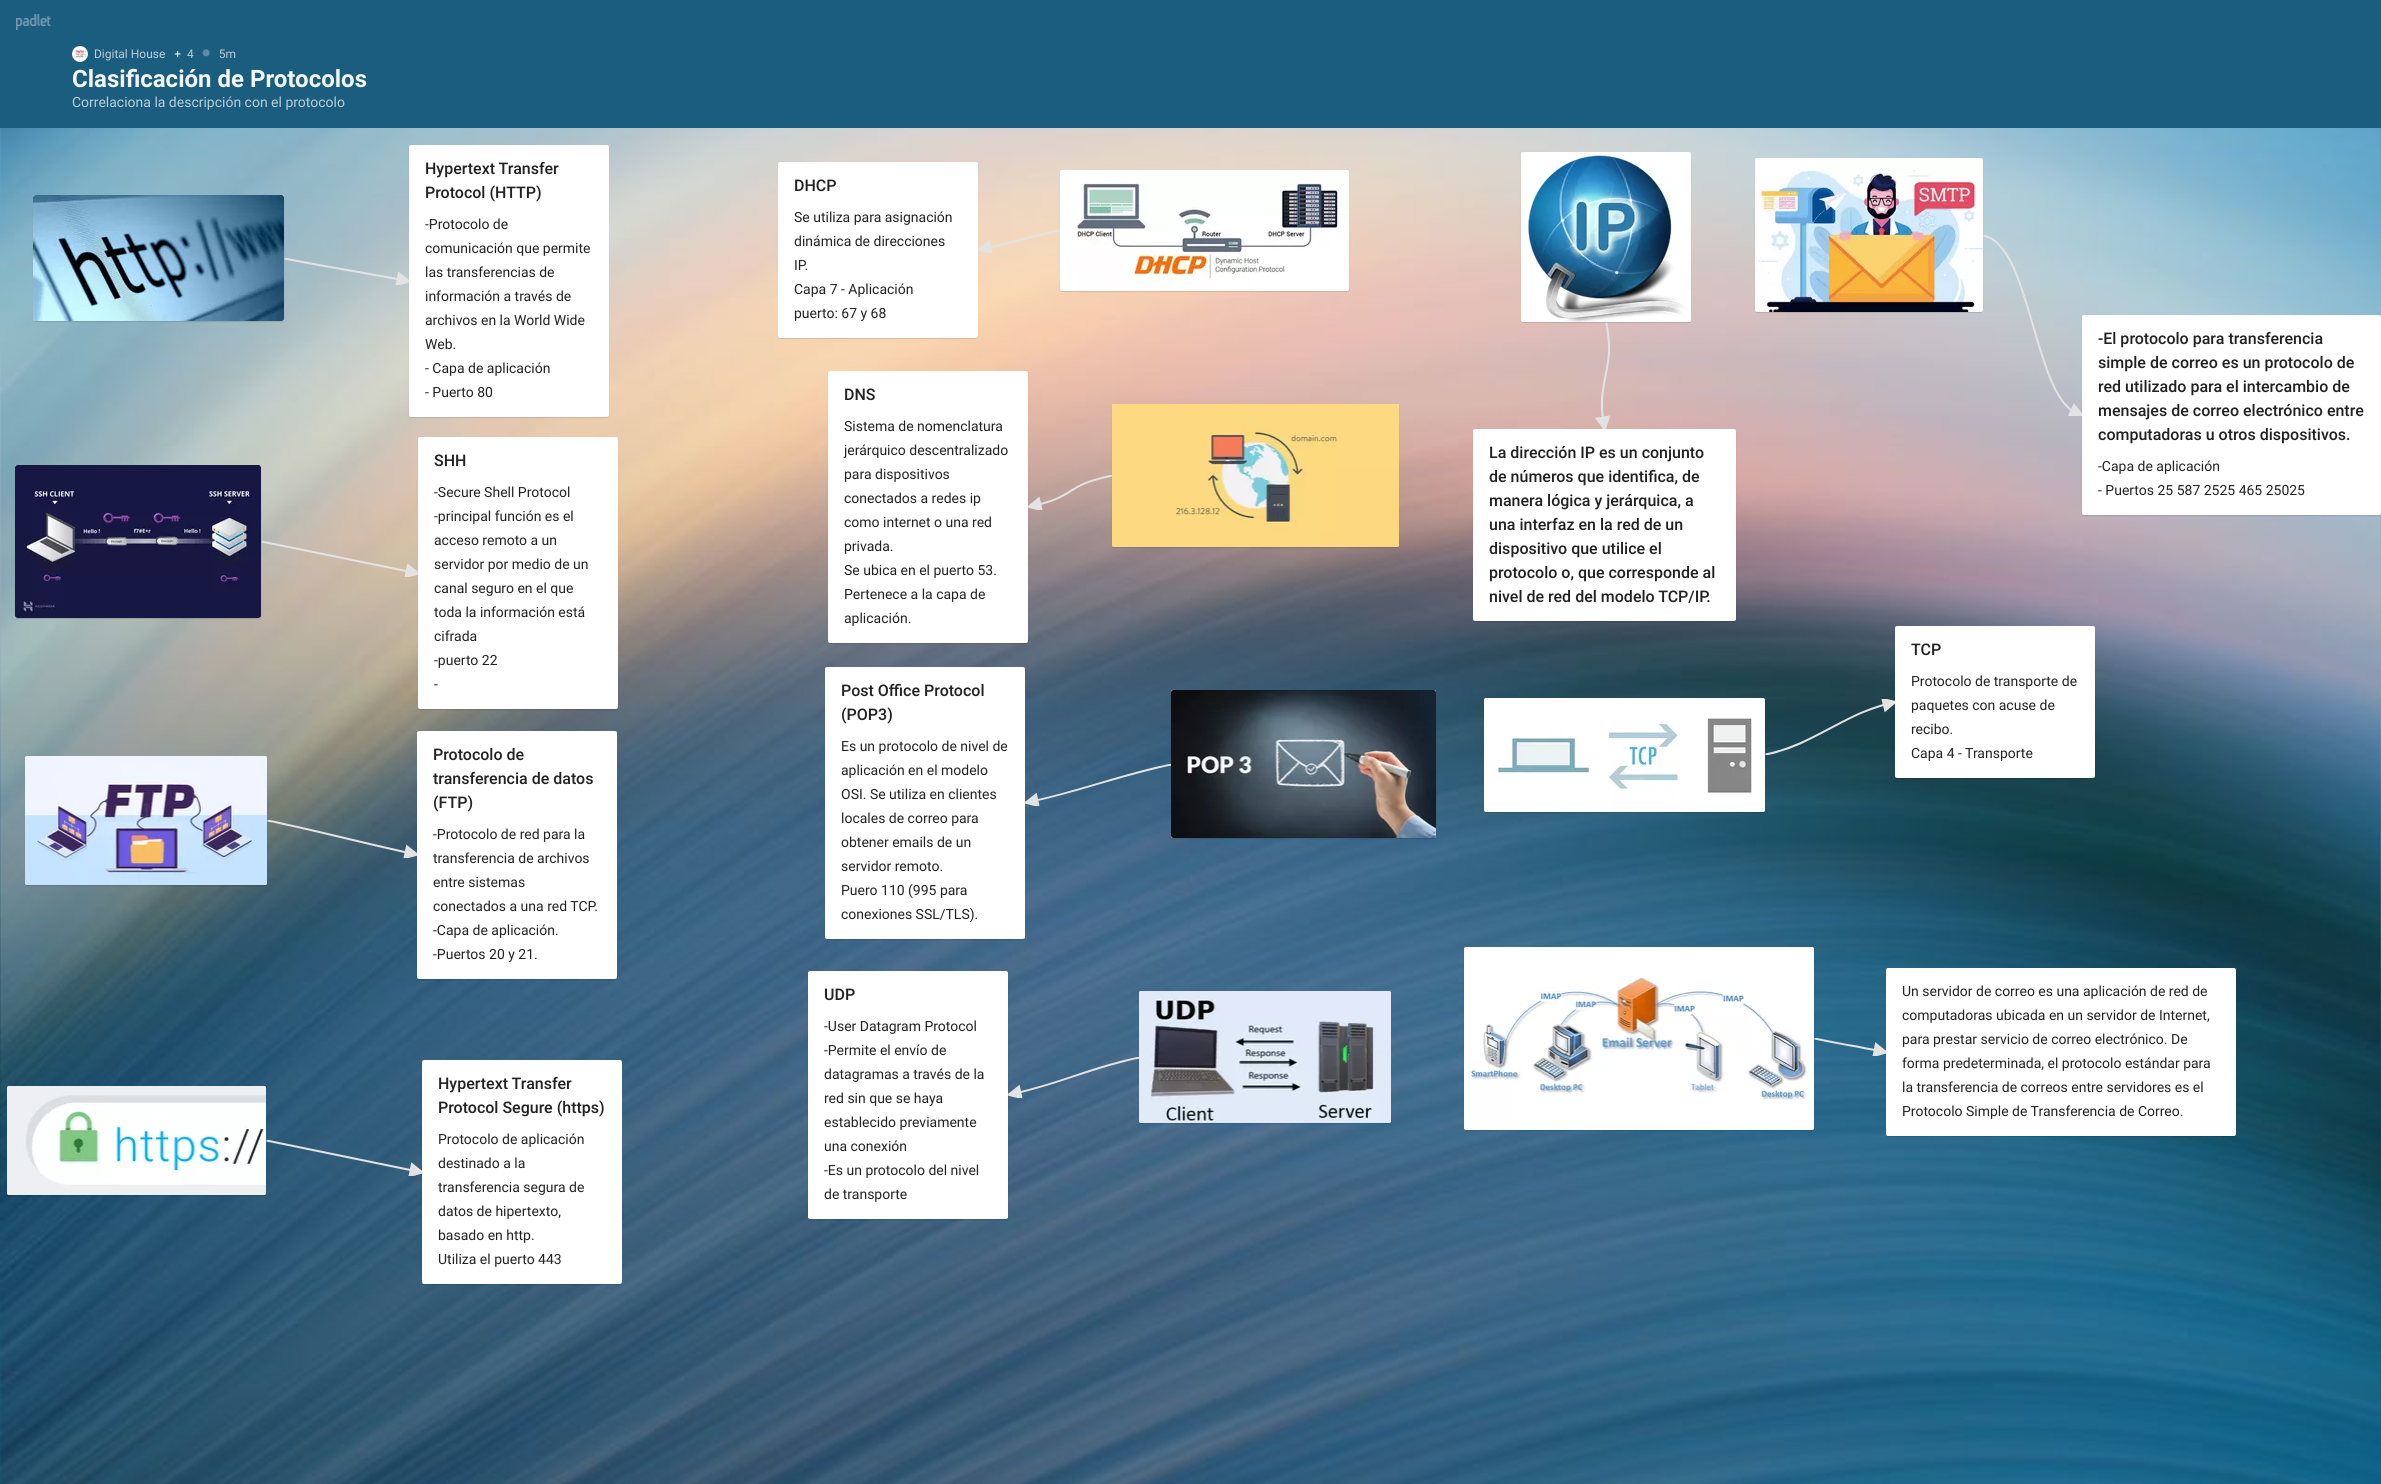 padlet
Digital House + 4 5m
Clasificación de Protocolos
Correlaciona la descripción con el protocolo
http://ww
Hypertext Transfer
Protocol (HTTP)
-Protocolo de
comunicación que permite
las transferencias de
información a través de
archivos en la World Wide
Web.
- Capa de aplicación
- Puerto 80
SSH CLIENT
SSH SERVER
Hello !
Hello !
SHH
-Secure Shell Protocol
-principal función es el
acceso remoto a un
servidor por medio de un
canal seguro en el que
toda la información está
cifrada
-puerto 22
-
FTP
Protocolo de
transferencia de datos
(FTP)
-Protocolo de red para la
transferencia de archivos
entre sistemas
conectados a una red TCP.
-Capa de aplicación.
-Puertos 20 y 21.
https://
Hypertext Transfer
Protocol Segure (https)
Protocolo de aplicación
destinado a la
transferencia segura de
datos de hipertexto,
basado en http.
Utiliza el puerto 443
DHCP
Se utiliza para asignación
dinámica de direcciones
IP.
Capa 7 - Aplicación
puerto: 67 y 68
DHCP Client
Router
DHCP Server
DHCP
Dynamic Host
Configuration Protocol
DNS
Sistema de nomenclatura
jerárquico descentralizado
para dispositivos
conectados a redes ip
como internet o una red
privada.
Se ubica en el puerto 53.
Pertenece a la capa de
aplicación.
domain.com
216.3.128.12
Post Office Protocol
(POP3)
Es un protocolo de nivel de
aplicación en el modelo
OSI. Se utiliza en clientes
locales de correo para
obtener emails de un
servidor remoto.
Puero 110 (995 para
conexiones SSL/TLS).
POP 3
UDP
-User Datagram Protocol
-Permite el envío de
datagramas a través de la
red sin que se haya
establecido previamente
una conexión
-Es un protocolo del nivel
de transporte
UDP
Request
Response
Response
Client
Server
IP
La dirección IP es un conjunto
de números que identifica, de
manera lógica y jerárquica, a
una interfaz en la red de un
dispositivo que utilice el
protocolo o, que corresponde al
nivel de red del modelo TCP/IP.
SMTP
-El protocolo para transferencia
simple de correo es un protocolo de
red utilizado para el intercambio de
mensajes de correo electrónico entre
computadoras u otros dispositivos.
-Capa de aplicación
- Puertos 25 587 2525 465 25025
TCP
TCP
Protocolo de transporte de
paquetes con acuse de
recibo.
Capa 4 - Transporte
IMAP
IMAP
IMAP
IMAP
Email Server
SmartPhone
Desktop PC
Tablet
Desktop PC
Un servidor de correo es una aplicación de red de
computadoras ubicada en un servidor de Internet,
para prestar servicio de correo electrónico. De
forma predeterminada, el protocolo estándar para
la transferencia de correos entre servidores es el
Protocolo Simple de Transferencia de Correo.